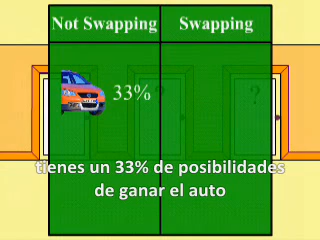 Not Swapping Swapping
33%
?
?
tienes un 33% de posibilidades
de ganar el auto